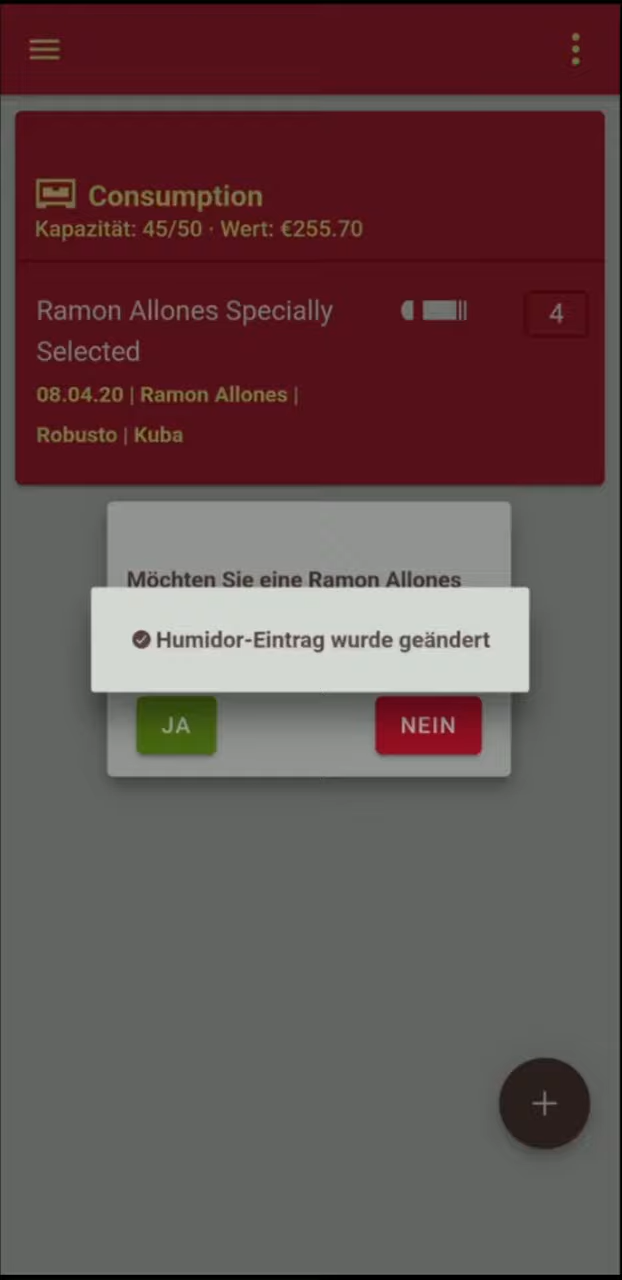 Consumption
Kapazität: 45/50 · Wert: €255.70
Ramon Allones Specially
Selected
4
08.04.20 | Ramon Allones |
Robusto | Kuba
Möchten Sie eine Ramon Allones
Humidor-Eintrag wurde geändert
JA
NEIN